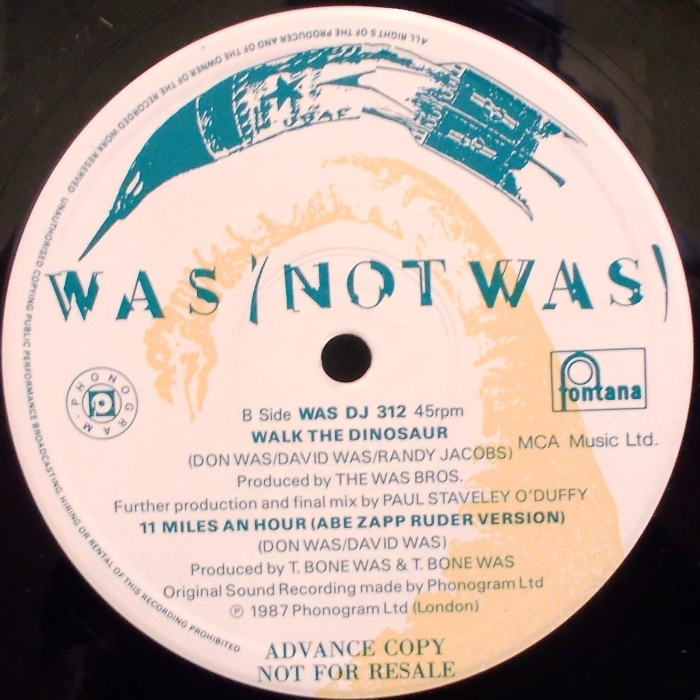 ALL RIGHTS OF THE PRODUCER AND OF THE OWNER OF THE RECORDED WORK RESERVED UNAUTHORISED COPYING PUBLIC PERFORMANCE BROADCASTING, HIRING OR RENTAL OF THIS RECORDING PROHIBITED
USAF
WAS (NOT WAS)
PHONOGRAM
fontana
B Side WAS DJ 312 45rpm
WALK THE DINOSAUR
(DON WAS/DAVID WAS/RANDY JACOBS) MCA Music Ltd.
Produced by THE WAS BROS.
Further production and final mix by PAUL STAVELEY O'DUFFY
11 MILES AN HOUR (ABE ZAPP RUDER VERSION)
(DON WAS/DAVID WAS)
Produced by T. BONE WAS & T. BONE WAS
Original Sound Recording made by Phonogram Ltd
℗ 1987 Phonogram Ltd (London)
ADVANCE COPY
NOT FOR RESALE